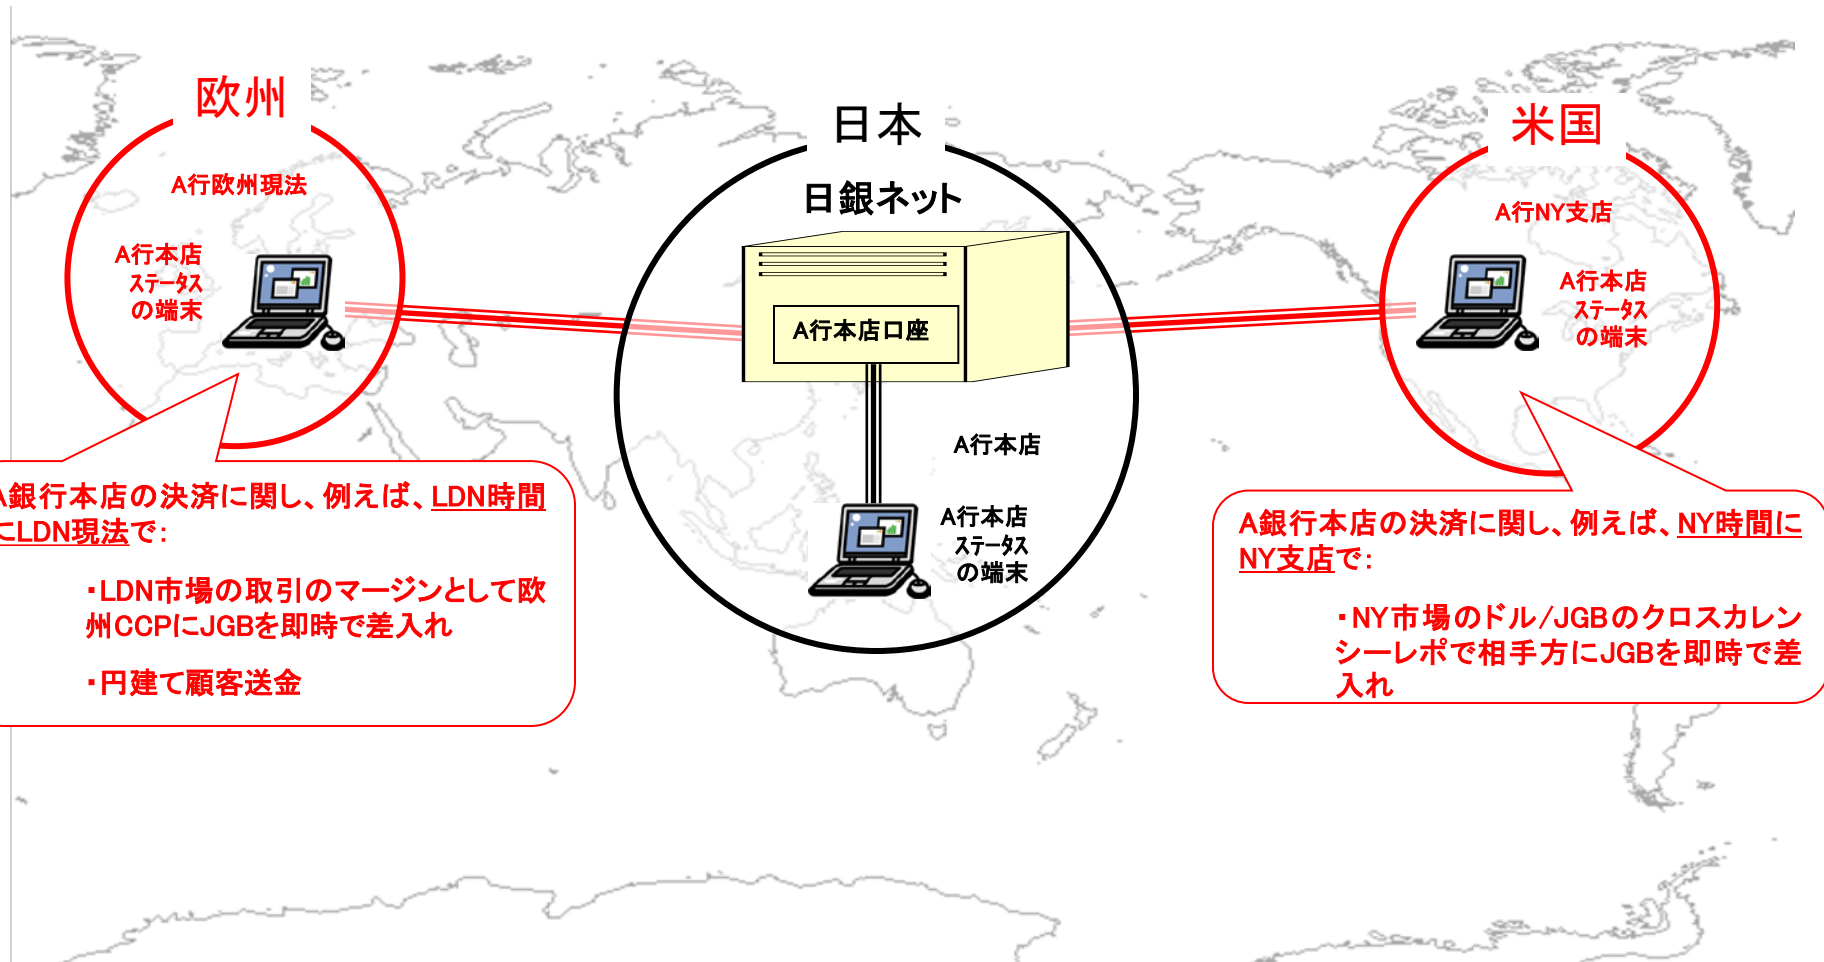 欧州
A行欧州現法
A行本店
ステータス
の端末
日本
日銀ネット
A行本店口座
A行本店
A行本店
ステータス
の端末
米国
A行NY支店
A行本店
ステータス
の端末
A銀行本店の決済に関し、例えば、LDN時間
にLDN現法で:
・LDN市場の取引のマージンとして欧
州CCPにJGBを即時で差入れ
・円建て顧客送金
A銀行本店の決済に関し、例えば、NY時間に
NY支店で:
・NY市場のドル/JGBのクロスカレン
シーレポで相手方にJGBを即時で差
入れ